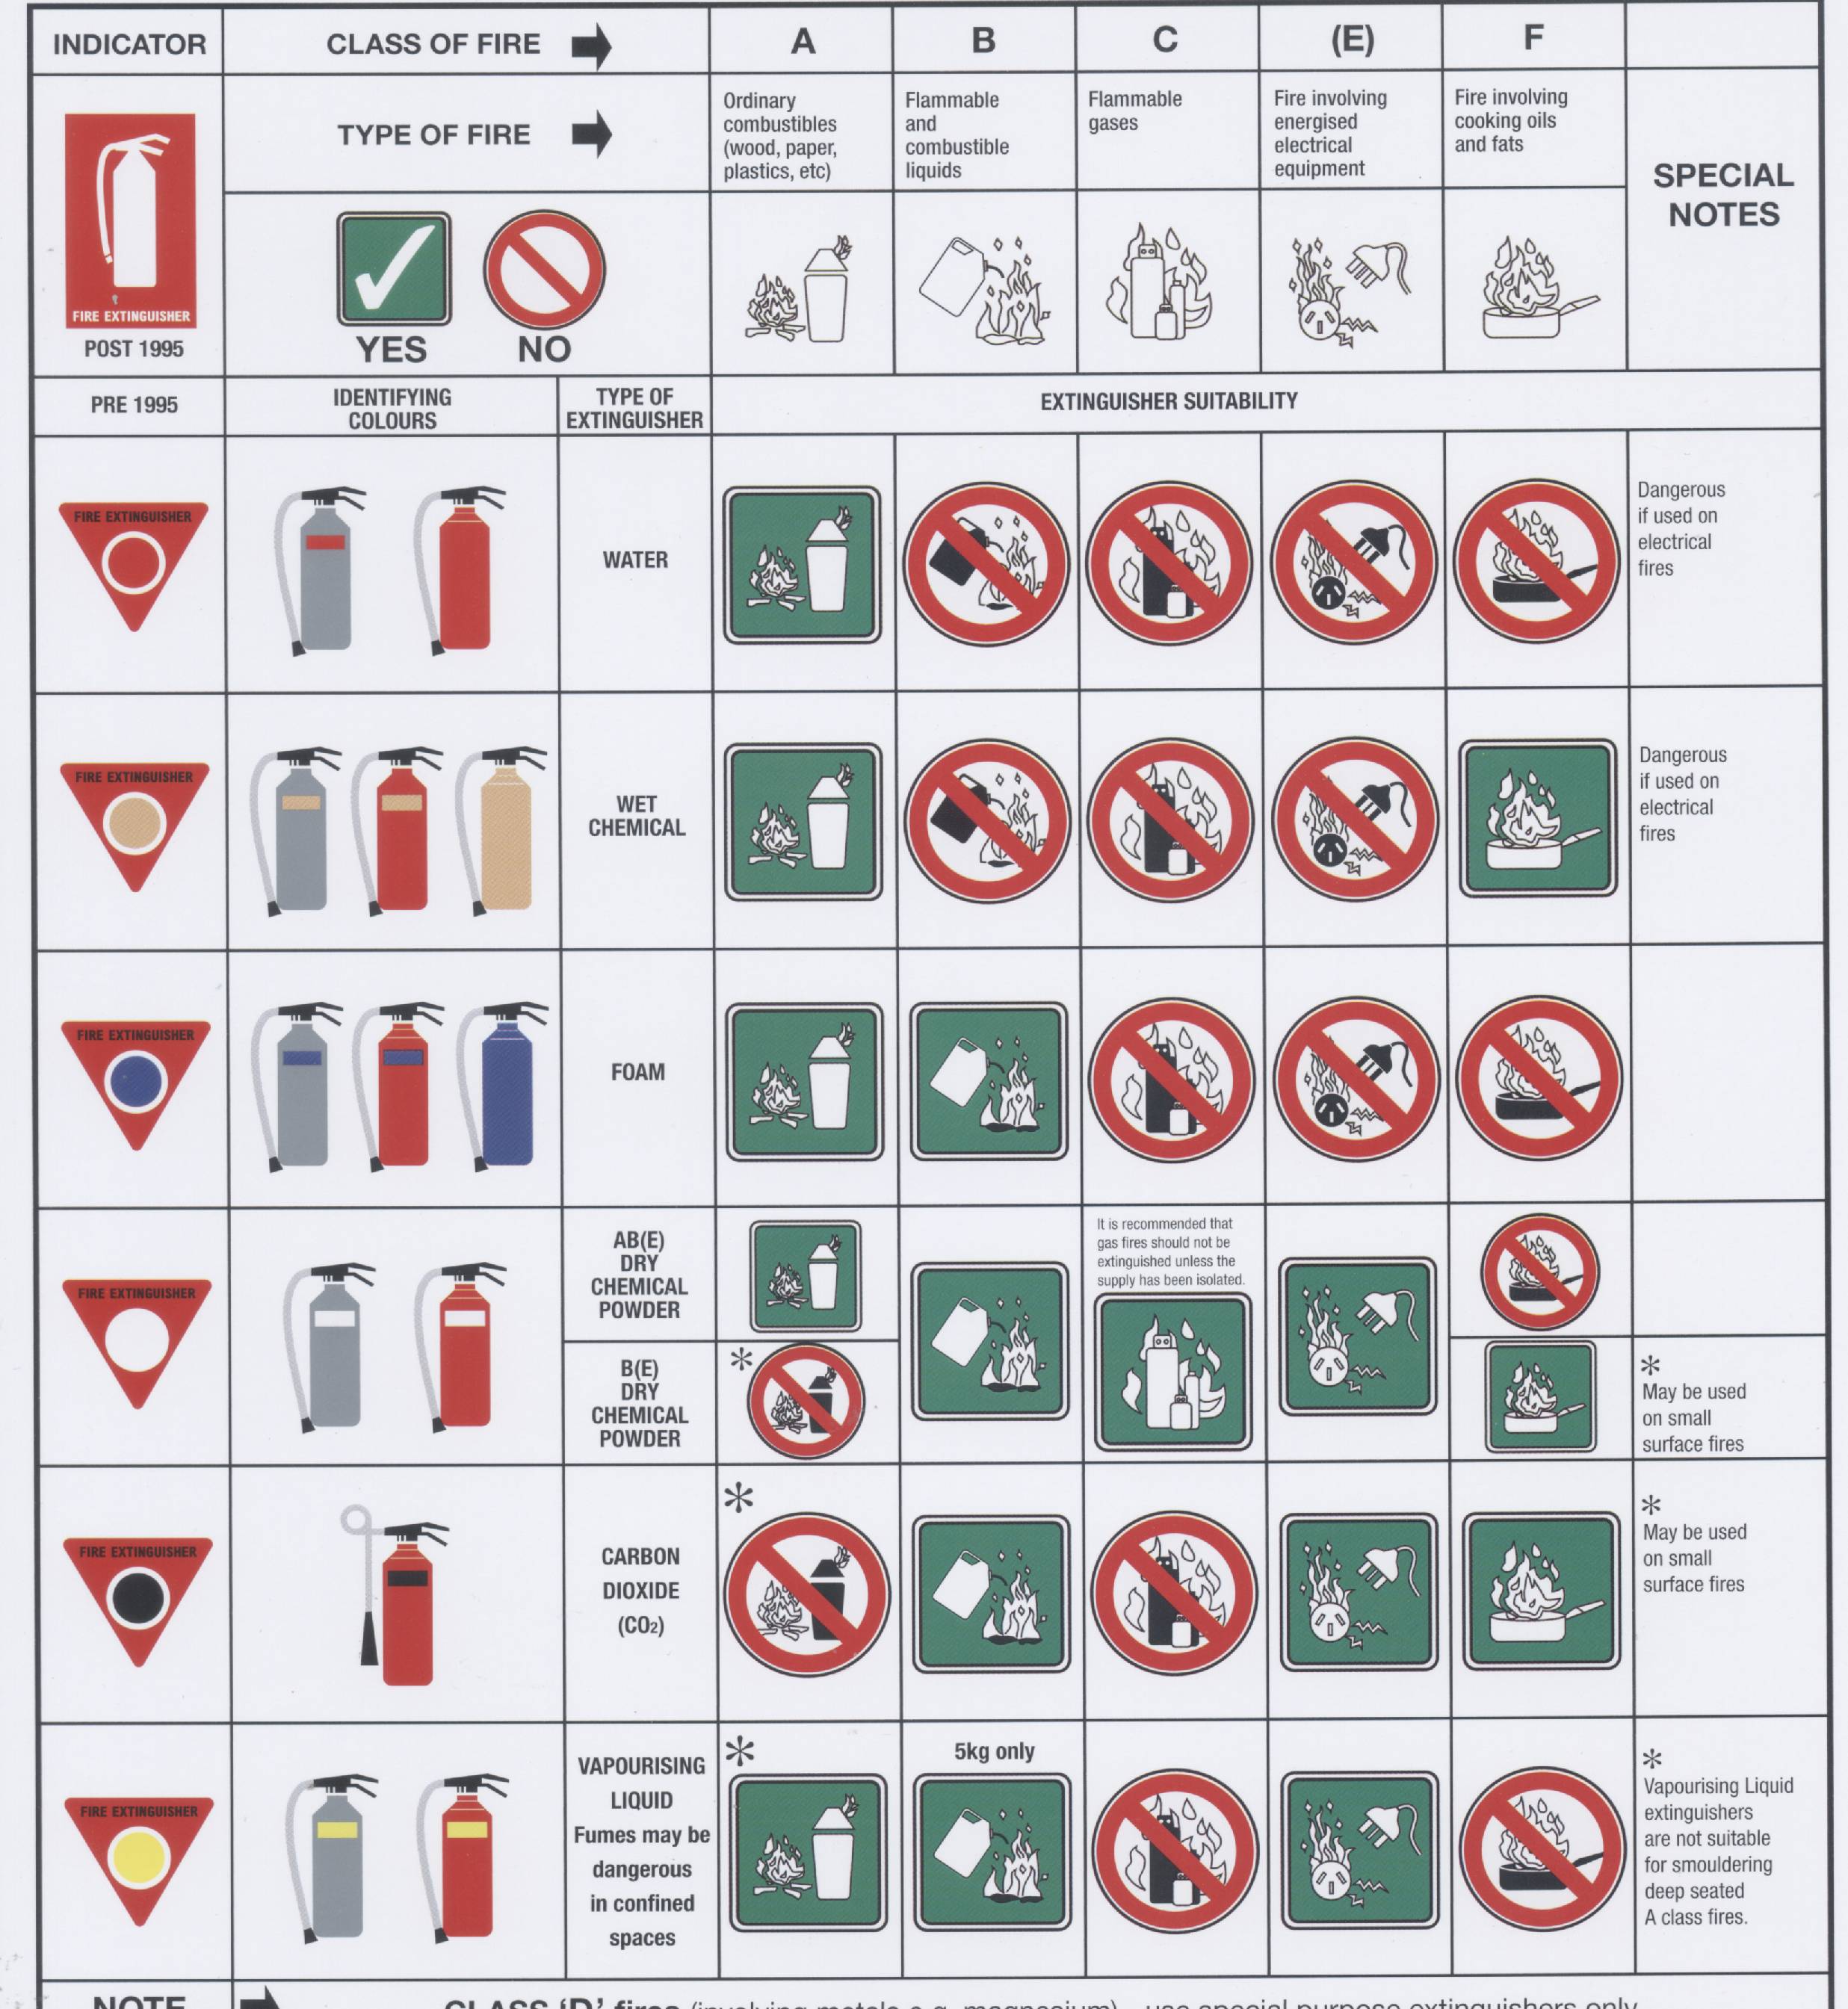 INDICATOR
CLASS OF FIRE
A
B
C
(E)
F
TYPE OF FIRE
Ordinary
combustibles
(wood, paper,
plastics, etc)
Flammable
and
combustible
liquids
Flammable
gases
Fire involving
energised
electrical
equipment
Fire involving
cooking oils
and fats
SPECIAL
NOTES
FIRE EXTINGUISHER
POST 1995
YES
NO
PRE 1995
IDENTIFYING
COLOURS
TYPE OF
EXTINGUISHER
EXTINGUISHER SUITABILITY
FIRE EXTINGUISHER
WATER
Dangerous
if used on
electrical
fires
FIRE EXTINGUISHER
WET
CHEMICAL
Dangerous
if used on
electrical
fires
FIRE EXTINGUISHER
FOAM
FIRE EXTINGUISHER
AB(E)
DRY
CHEMICAL
POWDER
It is recommended that
gas fires should not be
extinguished unless the
supply has been isolated.
B(E)
DRY
CHEMICAL
POWDER
*
*
May be used
on small
surface fires
FIRE EXTINGUISHER
CARBON
DIOXIDE
(CO2)
*
*
May be used
on small
surface fires
FIRE EXTINGUISHER
VAPOURISING
LIQUID
Fumes may be
dangerous
in confined
spaces
*
5kg only
*
Vapourising Liquid
extinguishers
are not suitable
for smouldering
deep seated
A class fires.
NOTE
CLASS 'D' fires (involving metals e.g. magnesium) - use special purpose extinguishers only